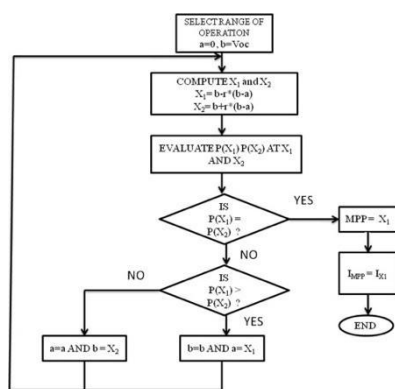 SELECT RANGE OF
OPERATION
a=0, b=Voc
COMPUTE X1 and X2
X1= b-r*(b-a)
X2= b+r*(b-a)
EVALUATE P(X1) P(X2) AT X1
AND X2
IS
P(X1) =
P(X2) ?
YES
MPP = X1
NO
IMPP = IX1
END
IS
P(X1) >
P(X2) ?
NO
YES
a=a AND b = X2
b=b AND a= X1